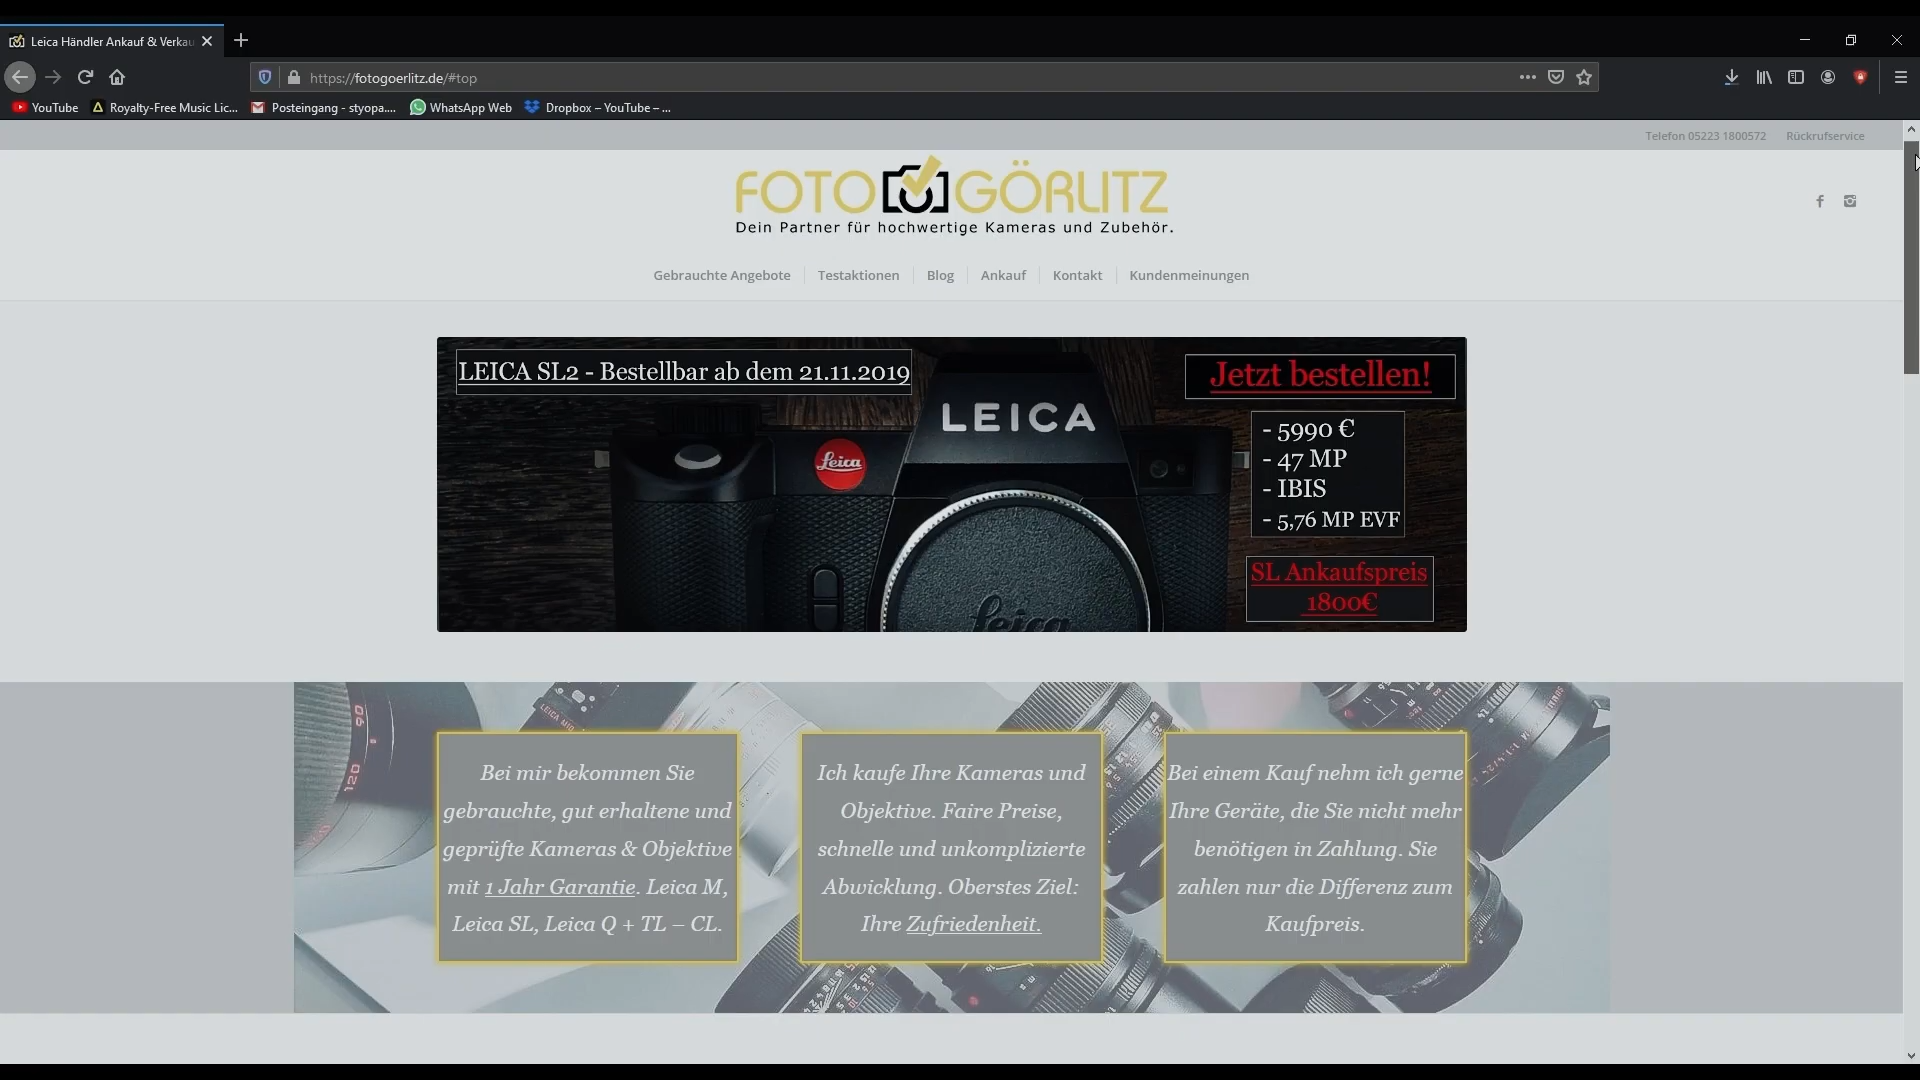 Leica Händler Ankauf & Verkau
https://fotogoerlitz.de/#top
YouTube
Royalty-Free Music Lic...
Posteingang - styopa....
WhatsApp Web
Dropbox – YouTube – ...
Telefon 05223 1800572
Rückrufservice
FOTO GÖRLITZ
Dein Partner für hochwertige Kameras und Zubehör.
Gebrauchte Angebote
Testaktionen
Blog
Ankauf
Kontakt
Kundenmeinungen
LEICA SL2 - Bestellbar ab dem 21.11.2019
Jetzt bestellen!
LEICA
Leica
- 5990 €
- 47 MP
- IBIS
- 5,76 MP EVF
SL Ankaufspreis
1800€
Leica
90
120
Bei mir bekommen Sie
gebrauchte, gut erhaltene und
geprüfte Kameras & Objektive
mit 1 Jahr Garantie. Leica M,
Leica SL, Leica Q + TL – CL.
Ich kaufe Ihre Kameras und
Objektive. Faire Preise,
schnelle und unkomplizierte
Abwicklung. Oberstes Ziel:
Ihre Zufriedenheit.
Bei einem Kauf nehm ich gerne
Ihre Geräte, die Sie nicht mehr
benötigen in Zahlung. Sie
zahlen nur die Differenz zum
Kaufpreis.